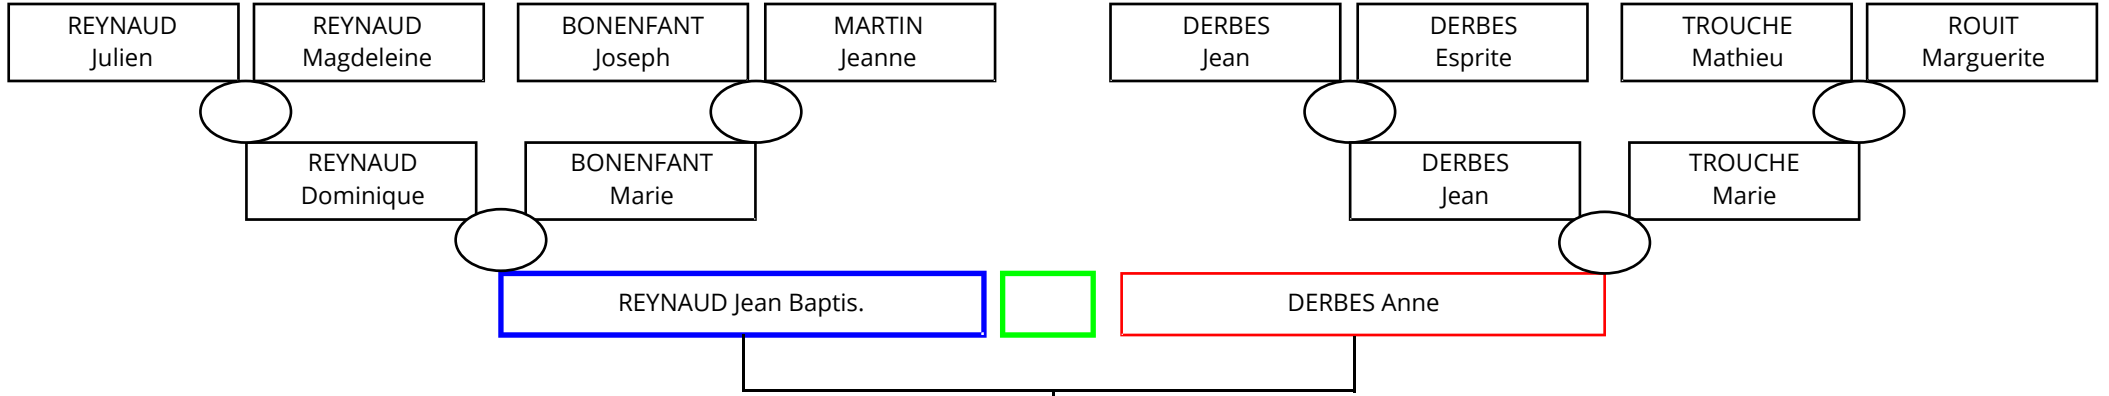 REYNAUD
Julien
REYNAUD
Magdeleine
BONENFANT
Joseph
MARTIN
Jeanne
DERBES
Jean
DERBES
Esprite
TROUCHE
Mathieu
ROUIT
Marguerite
REYNAUD
Dominique
BONENFANT
Marie
DERBES
Jean
TROUCHE
Marie
REYNAUD Jean Baptis.
DERBES Anne